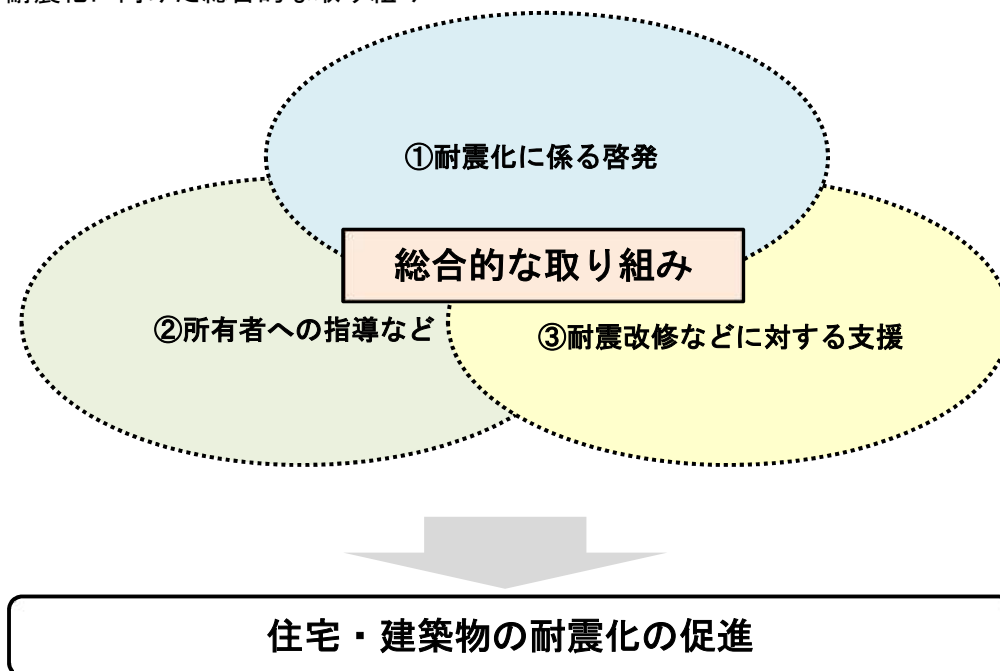 ①耐震化に係る啓発
総合的な取り組み
②所有者への指導など
③耐震改修などに対する支援
住宅・建築物の耐震化の促進